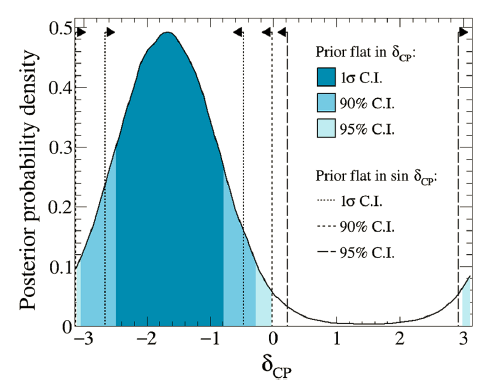 Posterior probability density
0.5
0.4
0.3
0.2
0.1
0
−3
−2
−1
0
1
2
3
δCP
Prior flat in δCP:
1σ C.I.
90% C.I.
95% C.I.
Prior flat in sin δCP:
1σ C.I.
90% C.I.
95% C.I.